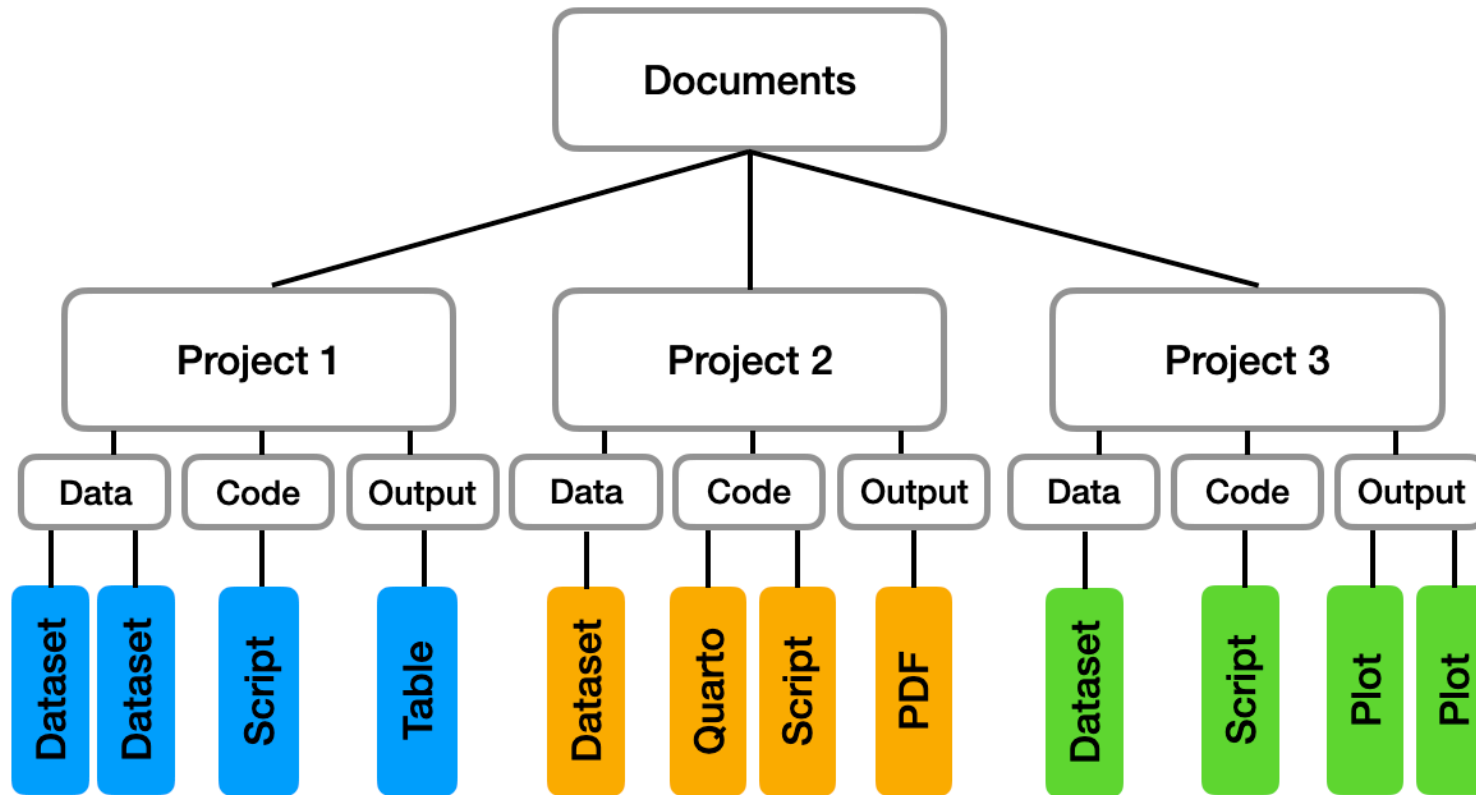 Documents
Project 1
Project 2
Project 3
Data
Code
Output
Data
Code
Output
Data
Code
Output
Dataset
Dataset
Script
Table
Dataset
Quarto
Script
PDF
Dataset
Script
Plot
Plot